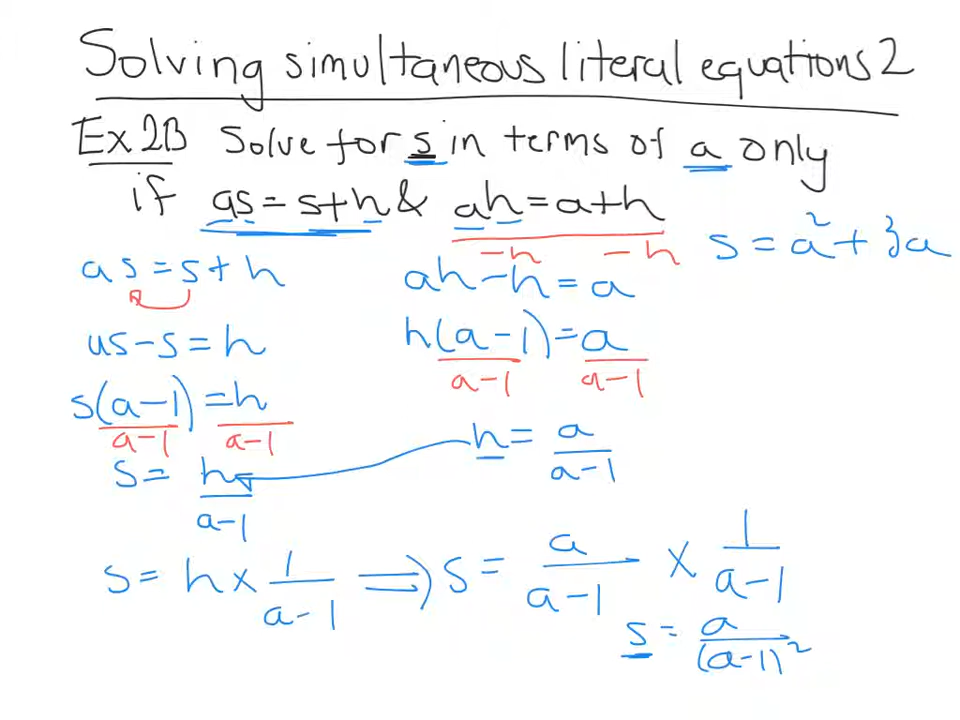 Solving simultaneous literal equations 2
Ex 2B Solve for s in terms of a only
if as = s + h & ah = a + h
-h -h
s = a² + 3a
as = s + h
as - s = h
s(a-1) = h
a-1 a-1
s = h/(a-1)
ah - h = a
h(a-1) = a
a-1 a-1
h = a/(a-1)
s = h × 1/(a-1) ⟹ s = a/(a-1) × 1/(a-1)
s = a/(a-1)²